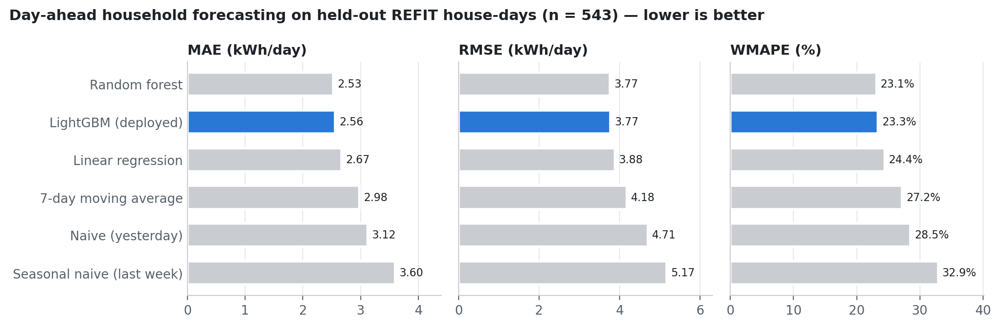 Day-ahead household forecasting on held-out REFIT house-days (n = 543) — lower is better
MAE (kWh/day)
RMSE (kWh/day)
WMAPE (%)
Random forest
2.53
3.77
23.1%
LightGBM (deployed)
2.56
3.77
23.3%
Linear regression
2.67
3.88
24.4%
7-day moving average
2.98
4.18
27.2%
Naive (yesterday)
3.12
4.71
28.5%
Seasonal naive (last week)
3.60
5.17
32.9%
0 1 2 3 4
0 2 4 6
0 10 20 30 40